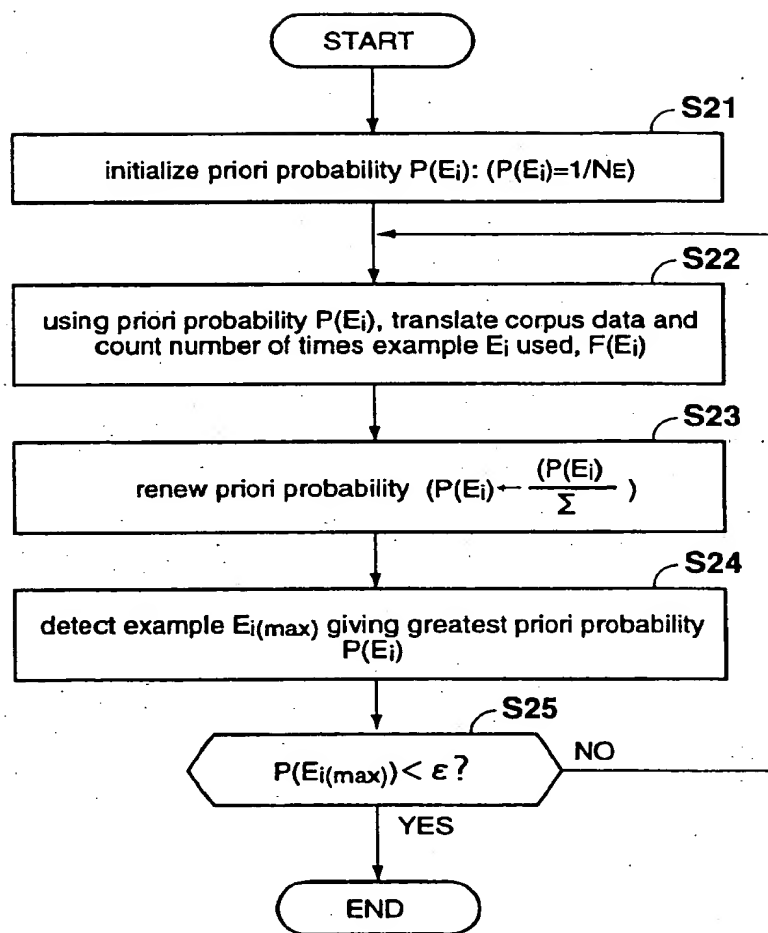 START
S21
initialize priori probability P(Ei): (P(Ei)=1/NE)
S22
using priori probability P(Ei), translate corpus data and
count number of times example Ei used, F(Ei)
S23
renew priori probability (P(Ei)←(P(Ei)/Σ)
S24
detect example Ei(max) giving greatest priori probability
P(Ei)
S25
P(Ei(max))< ε?
NO
YES
END